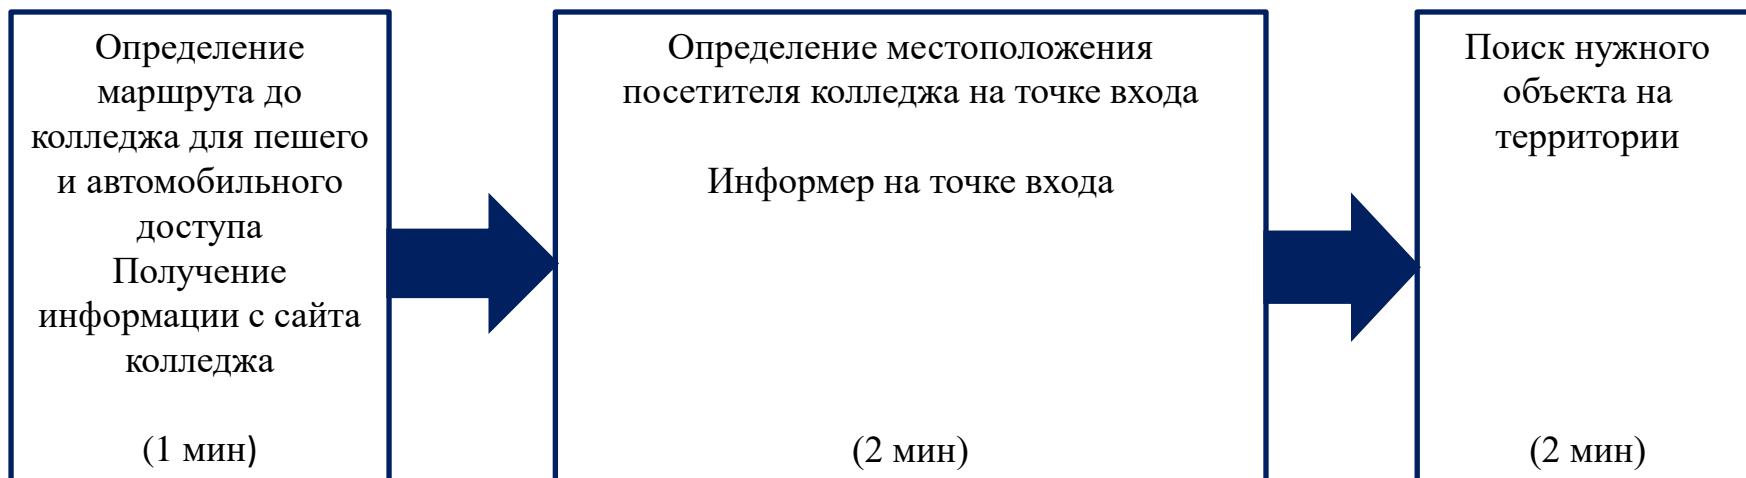 Определение
маршрута до
колледжа для пешего
и автомобильного
доступа
Получение
информации с сайта
колледжа
(1 мин)
Определение местоположения
посетителя колледжа на точке входа
Информер на точке входа
(2 мин)
Поиск нужного
объекта на
территории
(2 мин)